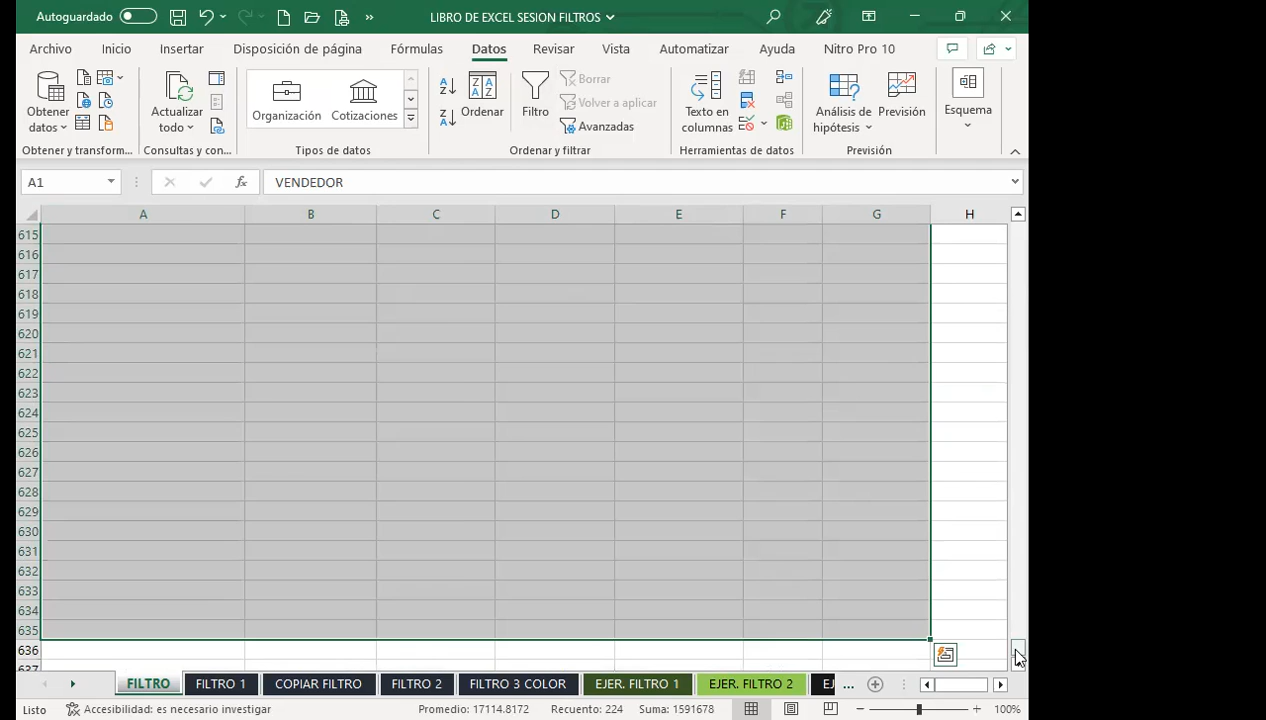 Autoguardado LIBRO DE EXCEL SESION FILTROS
Archivo Inicio Insertar Disposición de página Fórmulas Datos Revisar Vista Automatizar Ayuda Nitro Pro 10
Obtener datos Actualizar todo Organización Cotizaciones Ordenar Filtro Borrar Volver a aplicar Avanzadas Texto en columnas Análisis de hipótesis Previsión Esquema
Obtener y transform... Consultas y con... Tipos de datos Ordenar y filtrar Herramientas de datos Previsión
A1 fx VENDEDOR
A B C D E F G H
615
616
617
618
619
620
621
622
623
624
625
626
627
628
629
630
631
632
633
634
635
636
637
FILTRO FILTRO 1 COPIAR FILTRO FILTRO 2 FILTRO 3 COLOR EJER. FILTRO 1 EJER. FILTRO 2 EJ ...
Listo Accesibilidad: es necesario investigar Promedio: 17114.8172 Recuento: 224 Suma: 1591678 100%